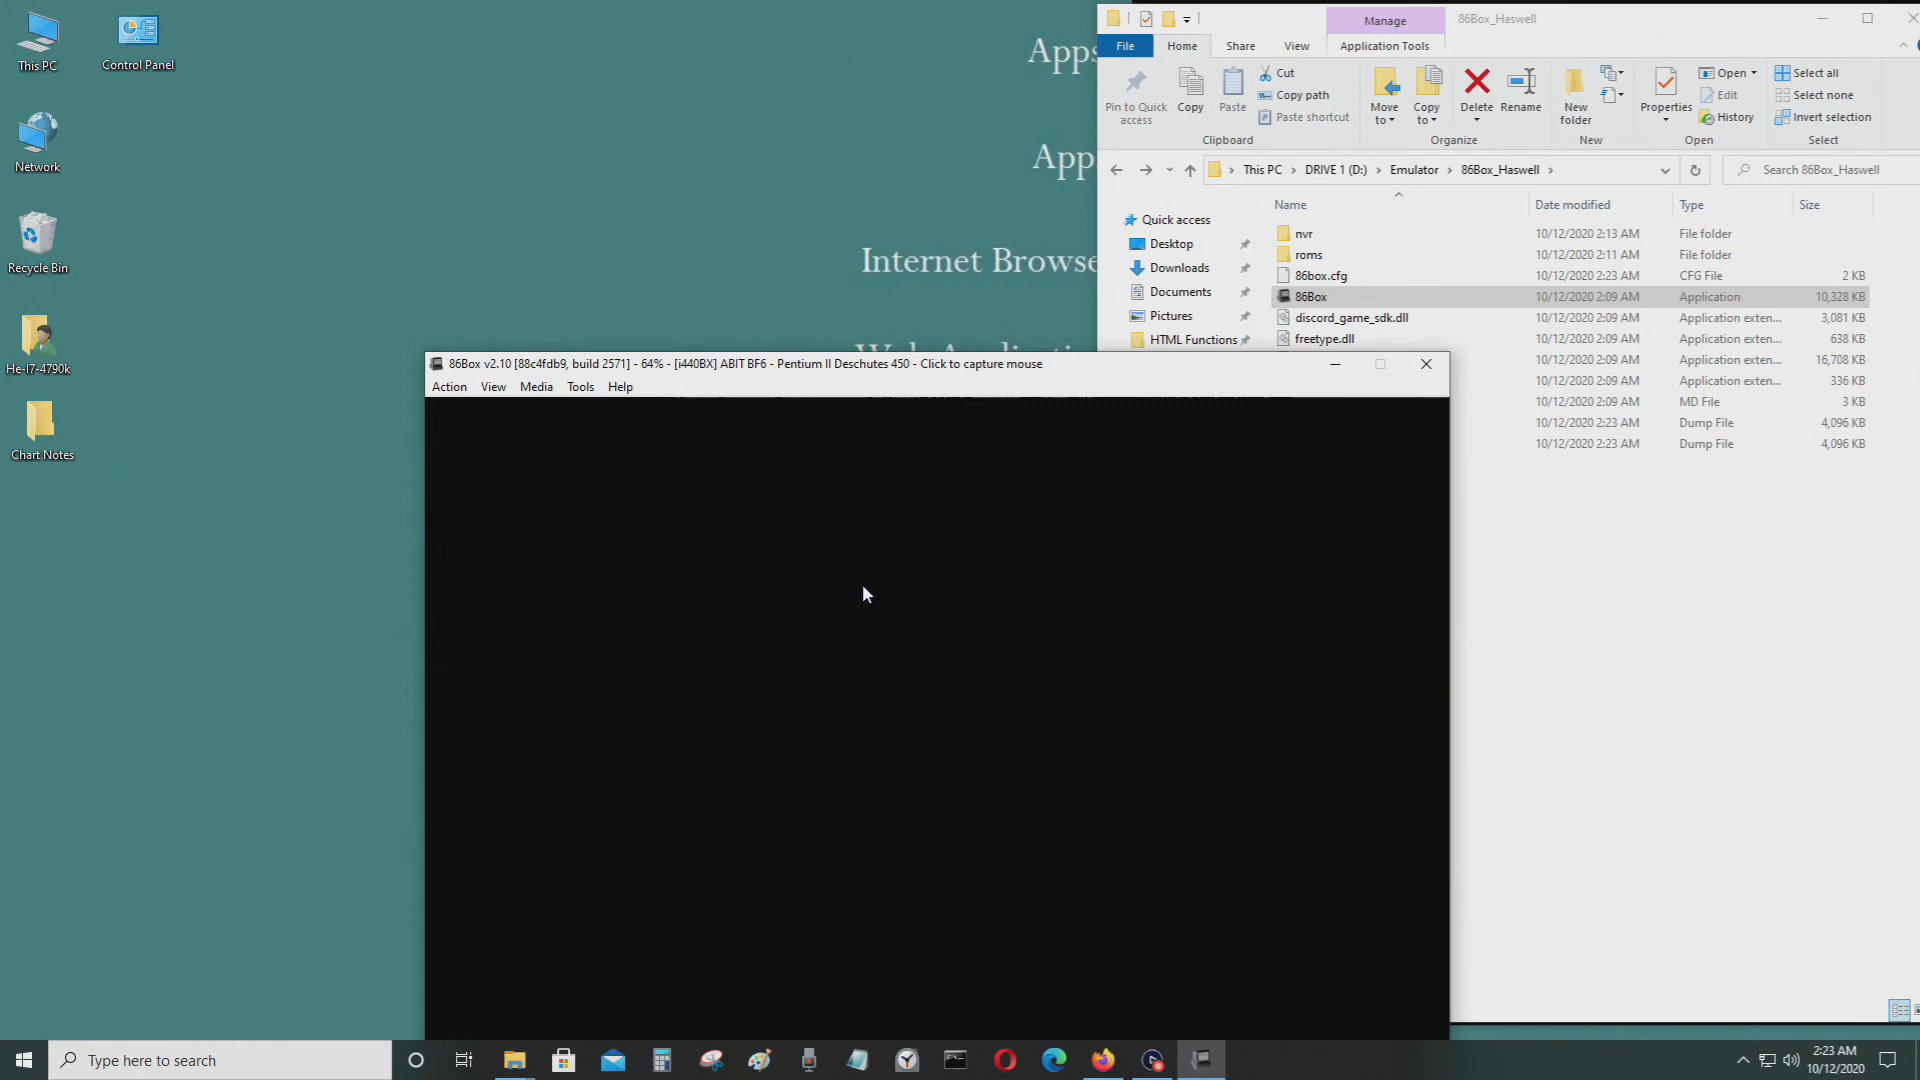 This PC
Control Panel
Network
Recycle Bin
He-I7-4790k
Chart Notes
Apps
App
Internet Browse
Manage
86Box_Haswell
File
Home
Share
View
Application Tools
Pin to Quick access
Copy
Paste
Cut
Copy path
Paste shortcut
Clipboard
Move to
Copy to
Delete
Rename
Organize
New folder
New
Properties
Open
Edit
History
Open
Select all
Select none
Invert selection
Select
This PC > DRIVE 1 (D:) > Emulator > 86Box_Haswell >
Search 86Box_Haswell
Name Date modified Type Size
Quick access
Desktop
Downloads
Documents
Pictures
HTML Functions
nvr 10/12/2020 2:13 AM File folder
roms 10/12/2020 2:11 AM File folder
86box.cfg 10/12/2020 2:23 AM CFG File 2 KB
86Box 10/12/2020 2:09 AM Application 10,328 KB
discord_game_sdk.dll 10/12/2020 2:09 AM Application exten... 3,081 KB
freetype.dll 10/12/2020 2:09 AM Application exten... 638 KB
10/12/2020 2:09 AM Application exten... 16,708 KB
10/12/2020 2:09 AM Application exten... 336 KB
10/12/2020 2:09 AM MD File 3 KB
10/12/2020 2:23 AM Dump File 4,096 KB
10/12/2020 2:23 AM Dump File 4,096 KB
86Box v2.10 [88c4fdb9, build 2571] - 64% - [i440BX] ABIT BF6 - Pentium II Deschutes 450 - Click to capture mouse
Action View Media Tools Help
Type here to search
2:23 AM
10/12/2020